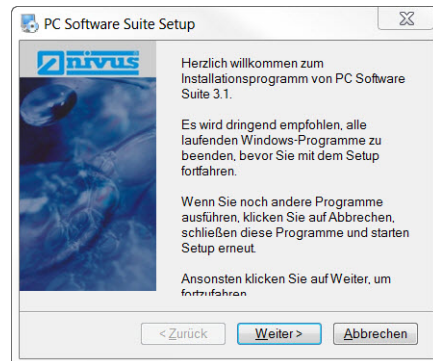 PC Software Suite Setup
nivus
Herzlich willkommen zum
Installationsprogramm von PC Software
Suite 3.1.
Es wird dringend empfohlen, alle
laufenden Windows-Programme zu
beenden, bevor Sie mit dem Setup
fortfahren.
Wenn Sie noch andere Programme
ausführen, klicken Sie auf Abbrechen,
schließen diese Programme und starten
Setup erneut.
Ansonsten klicken Sie auf Weiter, um
fortzufahren
< Zurück
Weiter >
Abbrechen